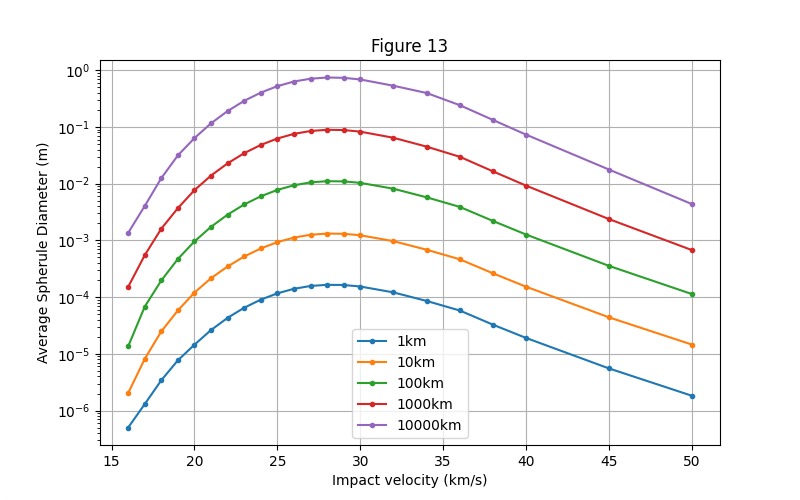 Figure 13
Average Spherule Diameter (m)
10⁰
10⁻¹
10⁻²
10⁻³
10⁻⁴
10⁻⁵
10⁻⁶
1km
10km
100km
1000km
10000km
15 20 25 30 35 40 45 50
Impact velocity (km/s)